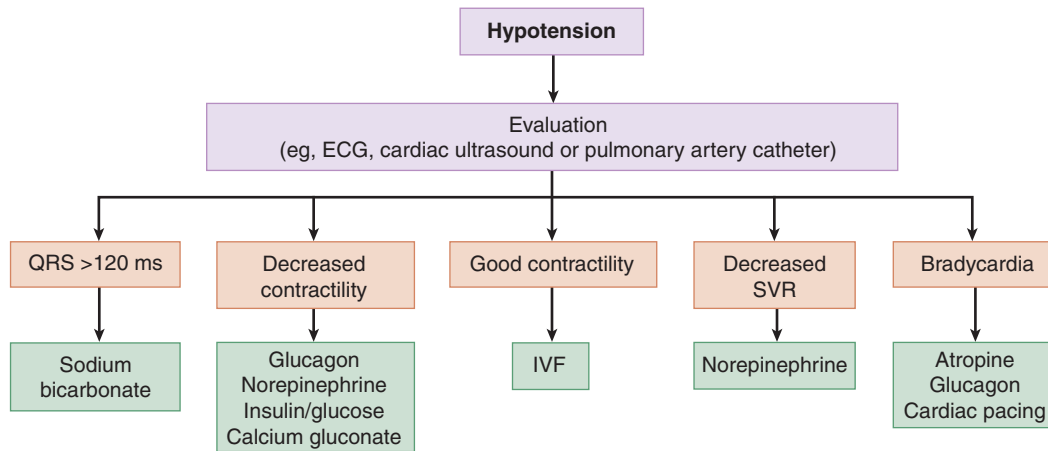 Hypotension
Evaluation
(eg, ECG, cardiac ultrasound or pulmonary artery catheter)
QRS >120 ms
Decreased
contractility
Good contractility
Decreased
SVR
Bradycardia
Sodium
bicarbonate
Glucagon
Norepinephrine
Insulin/glucose
Calcium gluconate
IVF
Norepinephrine
Atropine
Glucagon
Cardiac pacing